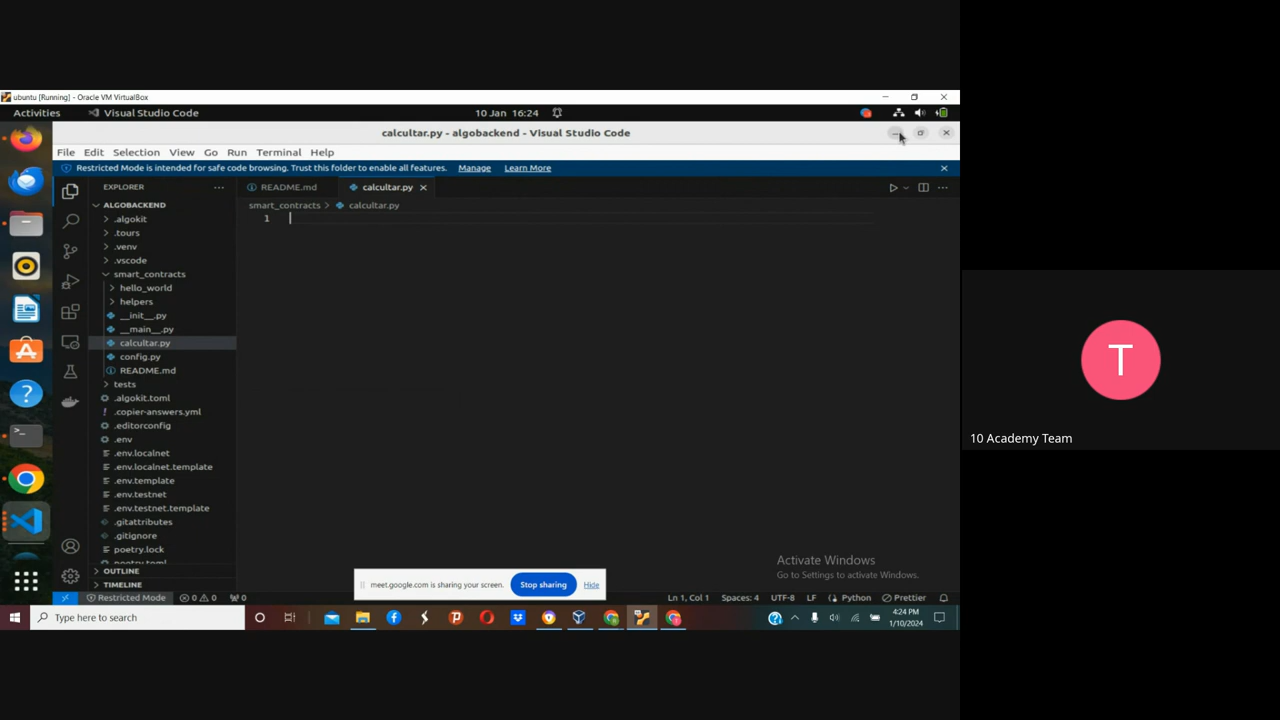 ubuntu [Running] - Oracle VM VirtualBox
Activities Visual Studio Code 10 Jan 16:24
calcultar.py - algobackend - Visual Studio Code
File Edit Selection View Go Run Terminal Help
Restricted Mode is intended for safe code browsing. Trust this folder to enable all features. Manage Learn More
EXPLORER README.md calcultar.py
ALGOBACKEND smart_contracts > calcultar.py
.algokit 1
.tours
.venv
.vscode
smart_contracts
hello_world
helpers
__init__.py
__main__.py
calcultar.py
config.py
README.md
tests
.algokit.toml
.copier-answers.yml
.editorconfig
.env
.env.localnet
.env.localnet.template
.env.template
.env.testnet
.env.testnet.template
.gitattributes
.gitignore
poetry.lock
poetry.toml
OUTLINE
TIMELINE
Activate Windows
Go to Settings to activate Windows.
meet.google.com is sharing your screen. Stop sharing Hide
Restricted Mode 0 0 0 Ln 1, Col 1 Spaces: 4 UTF-8 LF Python Prettier
Type here to search
4:24 PM
1/10/2024
T
10 Academy Team